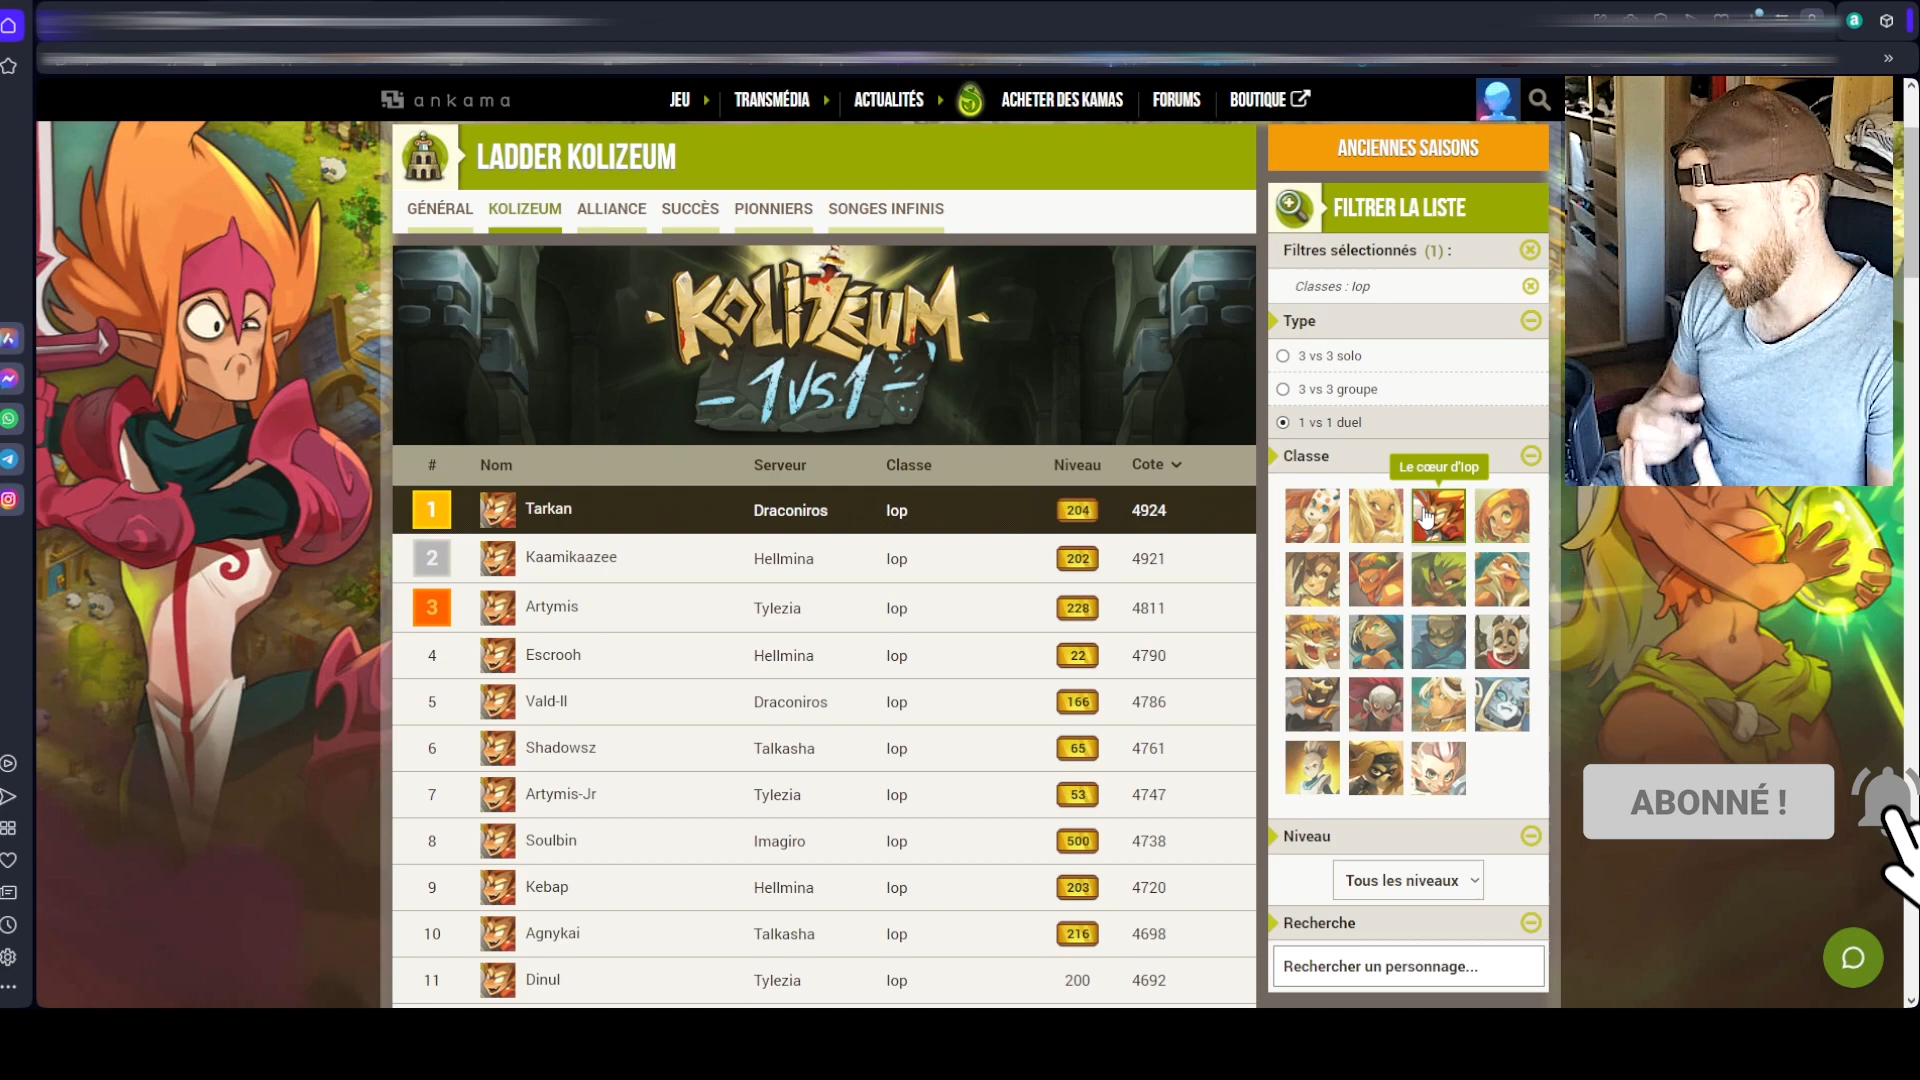 ankama
JEU
TRANSMÉDIA
ACTUALITÉS
ACHETER DES KAMAS
FORUMS
BOUTIQUE
LADDER KOLIZEUM
GÉNÉRAL KOLIZEUM ALLIANCE SUCCÈS PIONNIERS SONGES INFINIS
KOLIZÉUM
1 VS 1
# Nom Serveur Classe Niveau Cote
1 Tarkan Draconiros Iop 204 4924
2 Kaamikaazee Hellmina Iop 202 4921
3 Artymis Tylezia Iop 228 4811
4 Escrooh Hellmina Iop 22 4790
5 Vald-II Draconiros Iop 166 4786
6 Shadowsz Talkasha Iop 65 4761
7 Artymis-Jr Tylezia Iop 53 4747
8 Soulbin Imagiro Iop 500 4738
9 Kebap Hellmina Iop 203 4720
10 Agnykai Talkasha Iop 216 4698
11 Dinul Tylezia Iop 200 4692
ANCIENNES SAISONS
FILTRER LA LISTE
Filtres sélectionnés (1) :
Classes : Iop
Type
3 vs 3 solo
3 vs 3 groupe
1 vs 1 duel
Classe
Le cœur d'Iop
Niveau
Tous les niveaux
Recherche
Rechercher un personnage...
ABONNÉ !